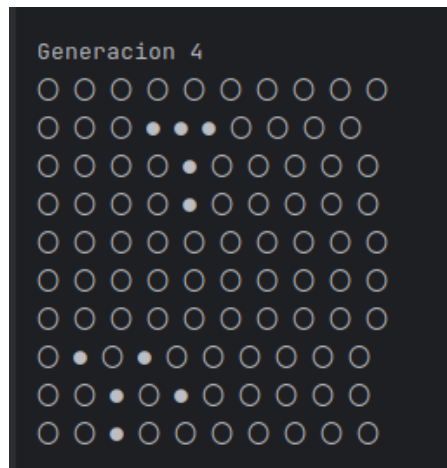 Generacion 4
○ ○ ○ ○ ○ ○ ○ ○ ○ ○
○ ○ ○ ● ● ● ○ ○ ○ ○
○ ○ ○ ○ ● ○ ○ ○ ○ ○
○ ○ ○ ○ ● ○ ○ ○ ○ ○
○ ○ ○ ○ ○ ○ ○ ○ ○ ○
○ ○ ○ ○ ○ ○ ○ ○ ○ ○
○ ○ ○ ○ ○ ○ ○ ○ ○ ○
○ ● ○ ● ○ ○ ○ ○ ○ ○
○ ○ ● ○ ● ○ ○ ○ ○ ○
○ ○ ● ○ ○ ○ ○ ○ ○ ○